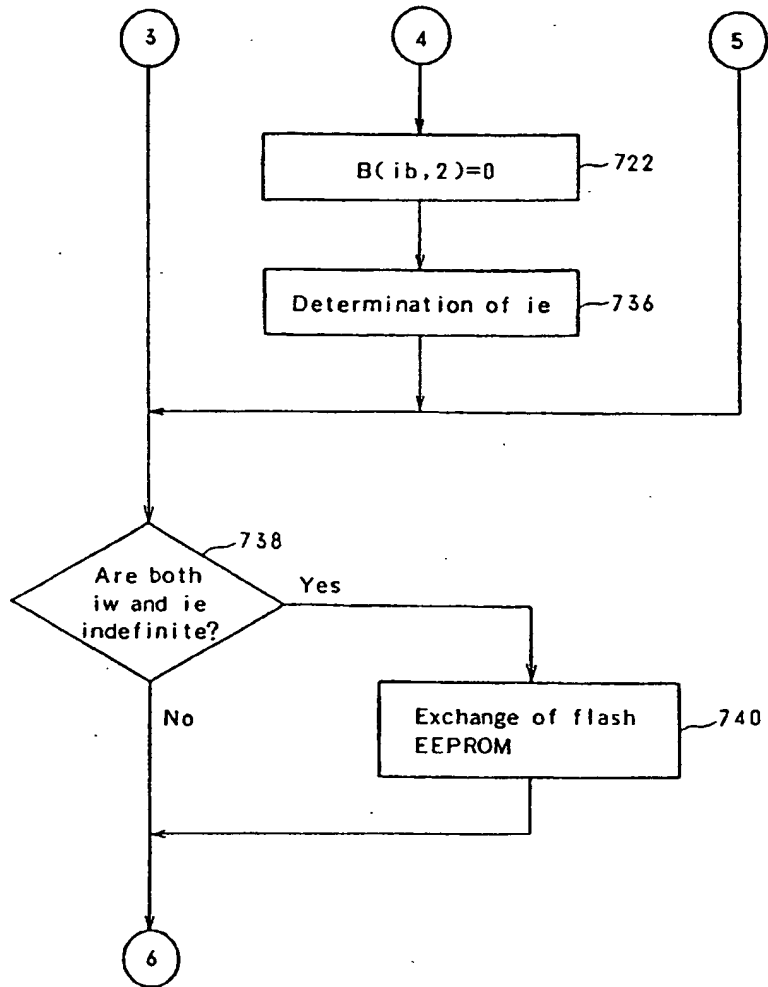 3
4
5
B(ib,2)=0
722
Determination of ie
736
738
Are both
iw and ie
indefinite?
Yes
No
Exchange of flash
EEPROM
740
6